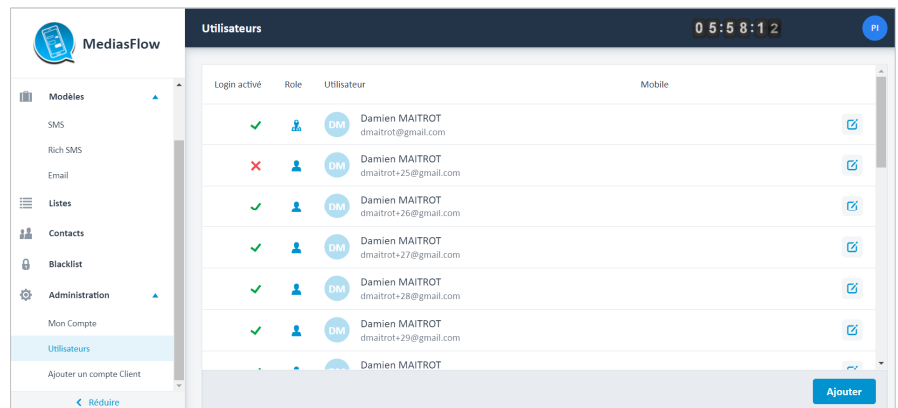 MediasFlow
Utilisateurs
05:58:12
PI
Modèles
SMS
Rich SMS
Email
Listes
Contacts
Blacklist
Administration
Mon Compte
Utilisateurs
Ajouter un compte Client
Réduire
Login activé Role Utilisateur Mobile
DM Damien MAITROT
dmaitrot@gmail.com
DM Damien MAITROT
dmaitrot+25@gmail.com
DM Damien MAITROT
dmaitrot+26@gmail.com
DM Damien MAITROT
dmaitrot+27@gmail.com
DM Damien MAITROT
dmaitrot+28@gmail.com
DM Damien MAITROT
dmaitrot+29@gmail.com
Damien MAITROT
Ajouter